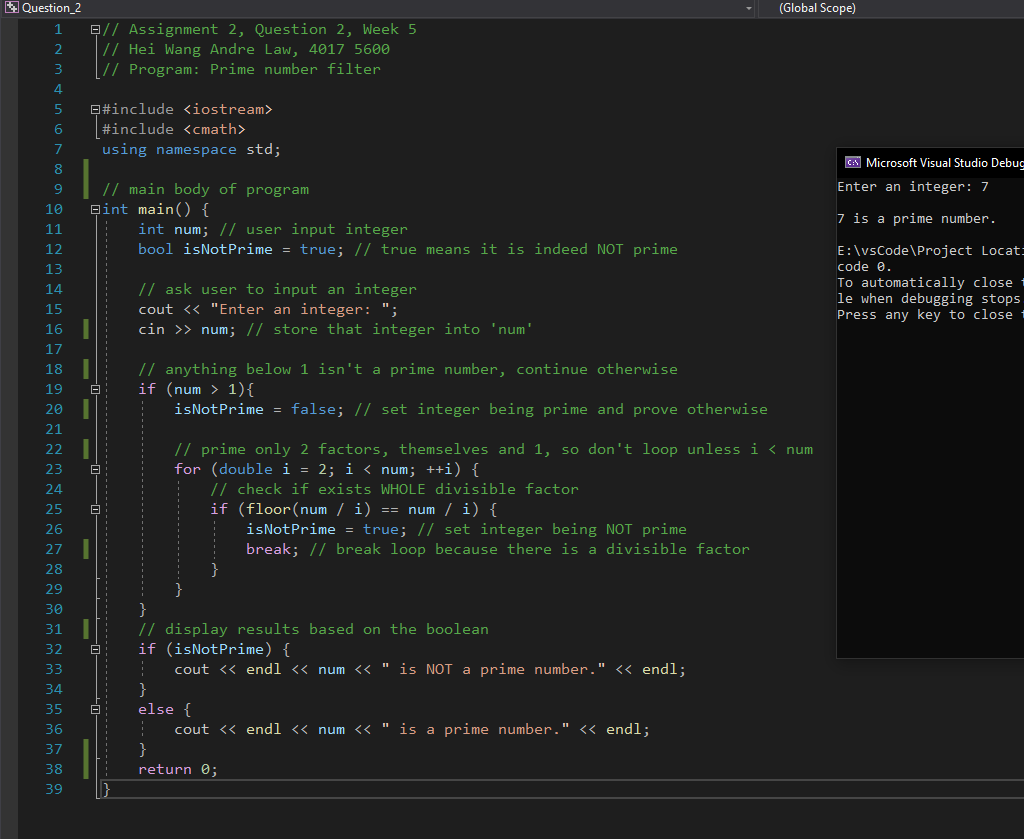 Question_2
(Global Scope)
1 // Assignment 2, Question 2, Week 5
2 // Hei Wang Andre Law, 4017 5600
3 // Program: Prime number filter
4
5 #include <iostream>
6 #include <cmath>
7 using namespace std;
8
9 // main body of program
10 int main() {
11 int num; // user input integer
12 bool isNotPrime = true; // true means it is indeed NOT prime
13
14 // ask user to input an integer
15 cout << "Enter an integer: ";
16 cin >> num; // store that integer into 'num'
17
18 // anything below 1 isn't a prime number, continue otherwise
19 if (num > 1){
20 isNotPrime = false; // set integer being prime and prove otherwise
21
22 // prime only 2 factors, themselves and 1, so don't loop unless i < num
23 for (double i = 2; i < num; ++i) {
24 // check if exists WHOLE divisible factor
25 if (floor(num / i) == num / i) {
26 isNotPrime = true; // set integer being NOT prime
27 break; // break loop because there is a divisible factor
28 }
29 }
30 }
31 // display results based on the boolean
32 if (isNotPrime) {
33 cout << endl << num << " is NOT a prime number." << endl;
34 }
35 else {
36 cout << endl << num << " is a prime number." << endl;
37 }
38 return 0;
39 }
Microsoft Visual Studio Debug
Enter an integer: 7
7 is a prime number.
E:\vsCode\Project Locati
code 0.
To automatically close t
le when debugging stops
Press any key to close t